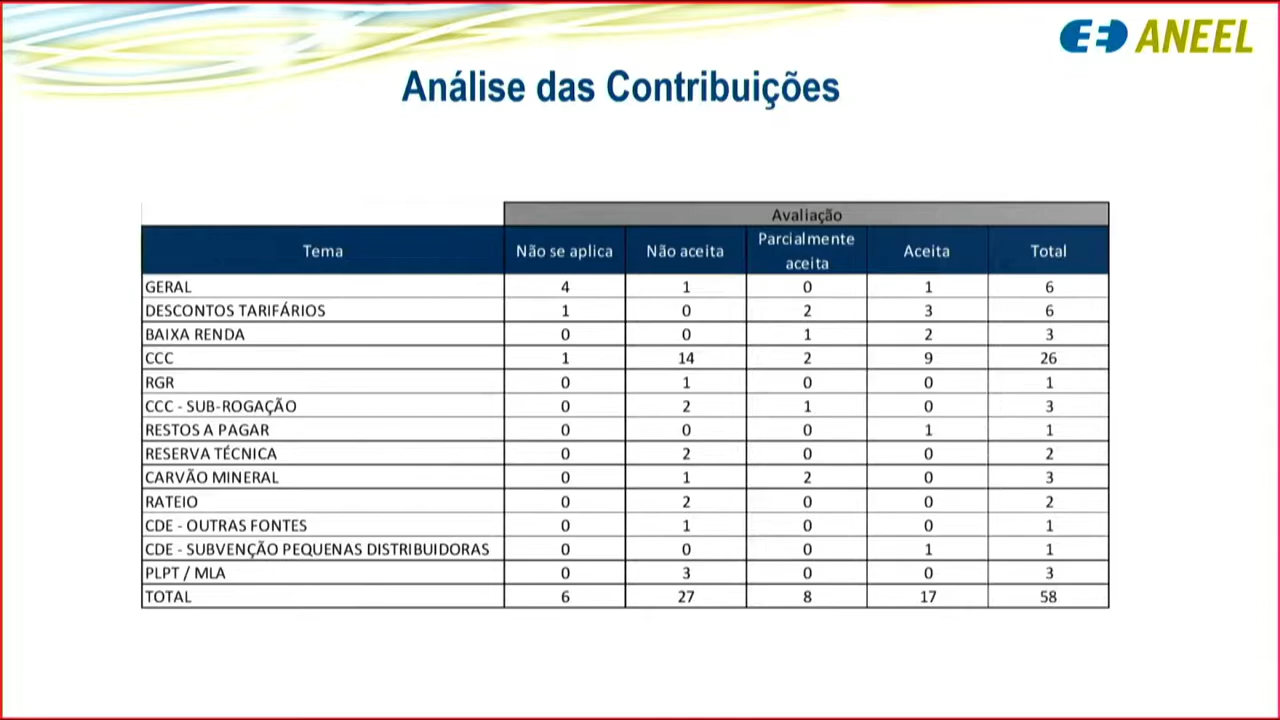 ANEEL
Análise das Contribuições
Avaliação
Tema Não se aplica Não aceita Parcialmente aceita Aceita Total
GERAL 4 1 0 1 6
DESCONTOS TARIFÁRIOS 1 0 2 3 6
BAIXA RENDA 0 0 1 2 3
CCC 1 14 2 9 26
RGR 0 1 0 0 1
CCC - SUB-ROGAÇÃO 0 2 1 0 3
RESTOS A PAGAR 0 0 0 1 1
RESERVA TÉCNICA 0 2 0 0 2
CARVÃO MINERAL 0 1 2 0 3
RATEIO 0 2 0 0 2
CDE - OUTRAS FONTES 0 1 0 0 1
CDE - SUBVENÇÃO PEQUENAS DISTRIBUIDORAS 0 0 0 1 1
PLPT / MLA 0 3 0 0 3
TOTAL 6 27 8 17 58